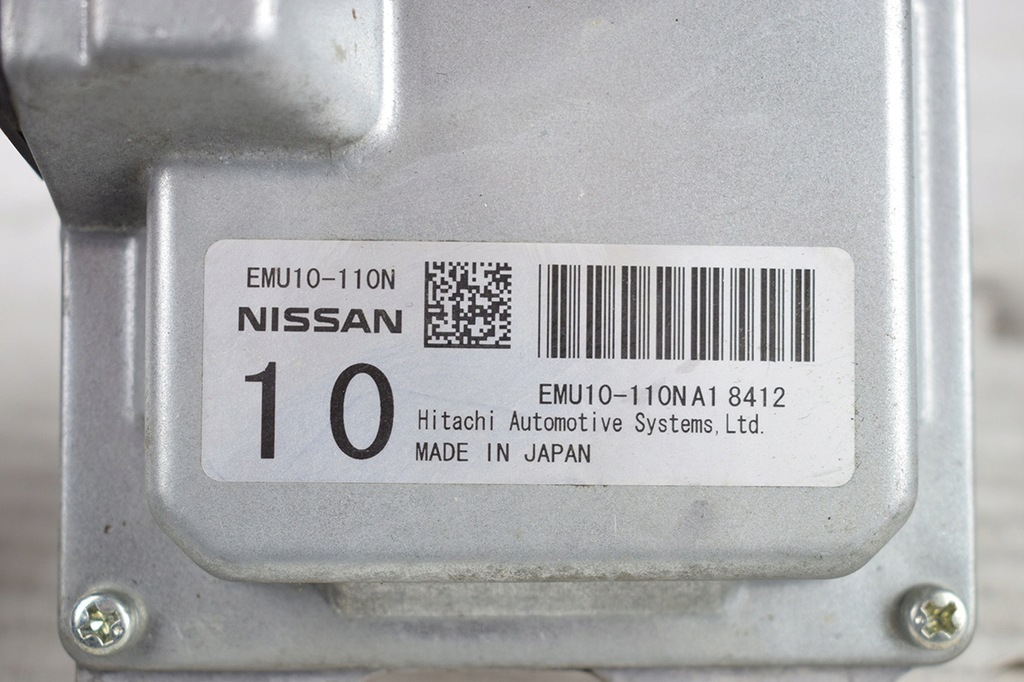 EMU10-110N
NISSAN
10
EMU10-110NA1 8412
Hitachi Automotive Systems,Ltd.
MADE IN JAPAN